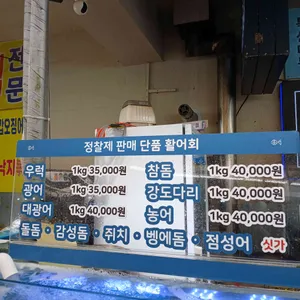 정찰제 판매 단품 활어회
우럭 1kg 35,000원 참돔 1kg 40,000원
광어 1kg 35,000원 강도다리 1kg 40,000원
대광어 1kg 40,000원 농어 1kg 40,000원
돌돔 · 감성돔 · 쥐치 · 벵에돔 · 점성어 싯가